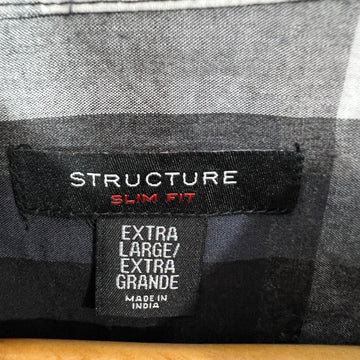 STRUCTURE
SLIM FIT
EXTRA
LARGE/
EXTRA
GRANDE
MADE IN
INDIA